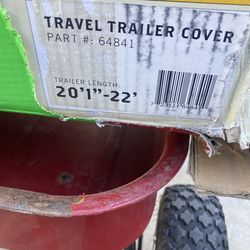 TRAVEL TRAILER COVER
PART #: 64841
TRAILER LENGTH:
20'1"-22'